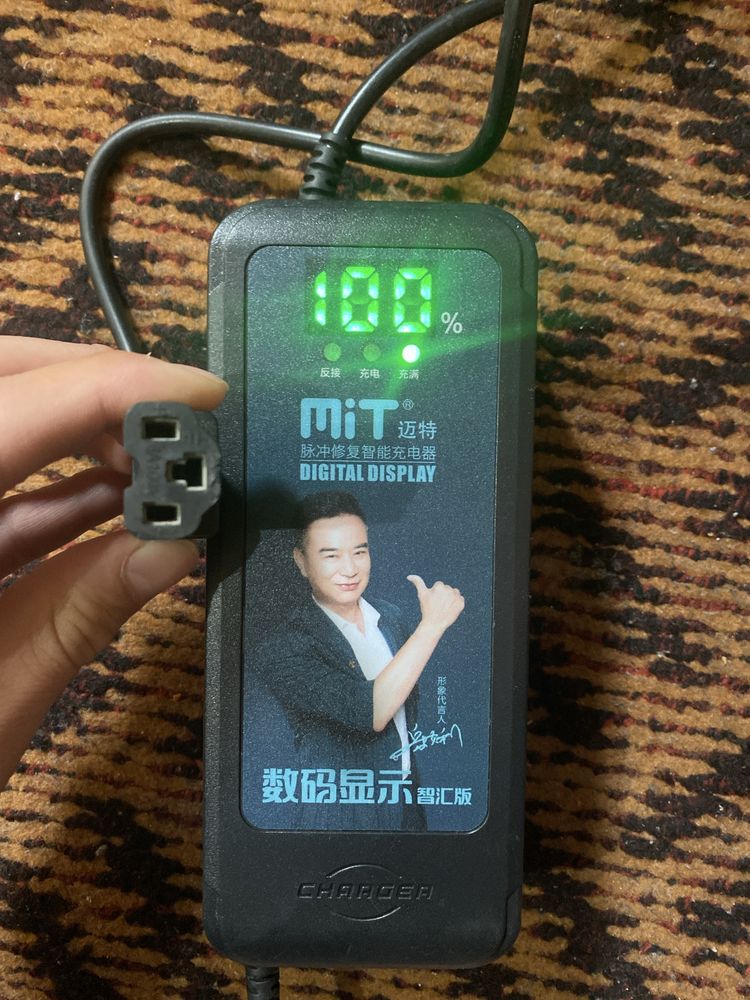 100%
反接 充电 充满
MiT® 迈特
脉冲修复智能充电器
DIGITAL DISPLAY
形象代言人
数码显示 智汇版
CHARGER